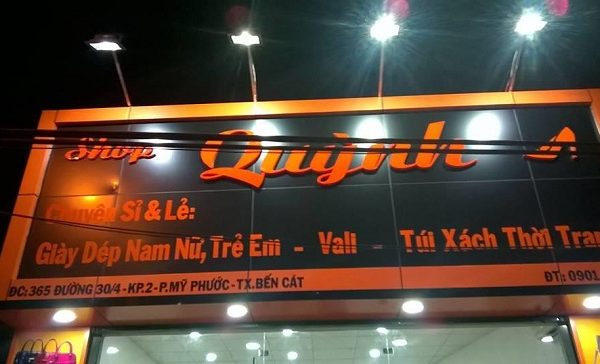 Shop Quỳnh
Chuyên Sỉ & Lẻ:
Giày Dép Nam Nữ, Trẻ Em - Vali - Túi Xách Thời Tran
ĐC: 365 ĐƯỜNG 30/4 - KP.2 - P.MỸ PHƯỚC - TX.BẾN CÁT ĐT: 0901